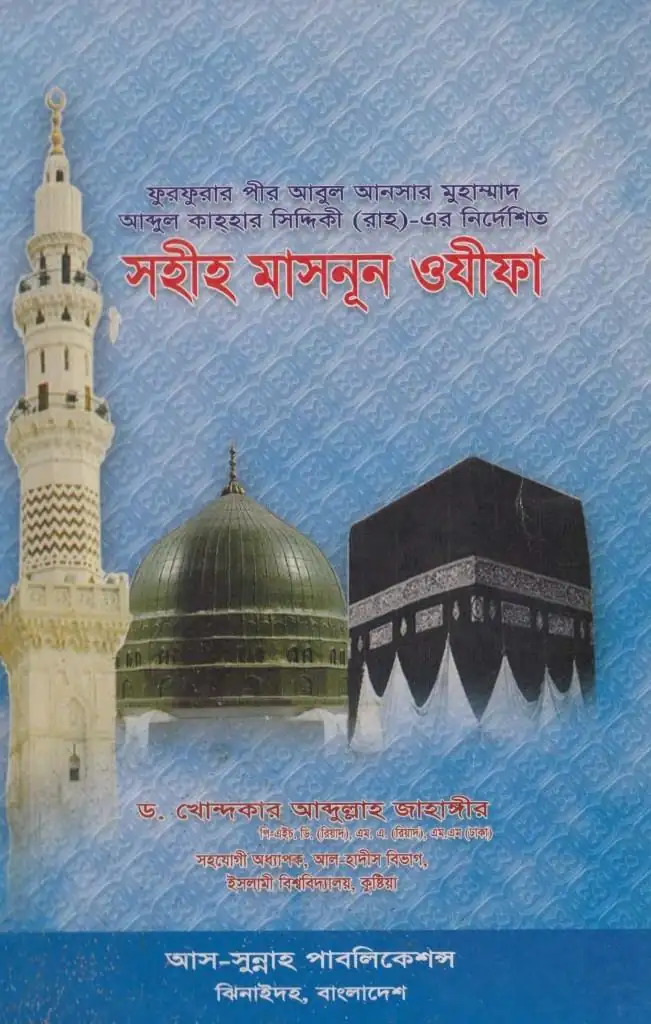 ফুরফুরার পীর আবুল আনসার মুহাম্মাদ
আব্দুল কাহ্হার সিদ্দিকী (রাহ)-এর নির্দেশিত
সহীহ মাসনূন ওযীফা
ড. খোন্দকার আব্দুল্লাহ জাহাঙ্গীর
পি-এইচ. ডি. (রিয়াদ), এম. এ. (রিয়াদ), এম.এম (ঢাকা)
সহযোগী অধ্যাপক, আল-হাদীস বিভাগ,
ইসলামী বিশ্ববিদ্যালয়, কুষ্টিয়া
আস-সুন্নাহ পাবলিকেশন্স
ঝিনাইদহ, বাংলাদেশ